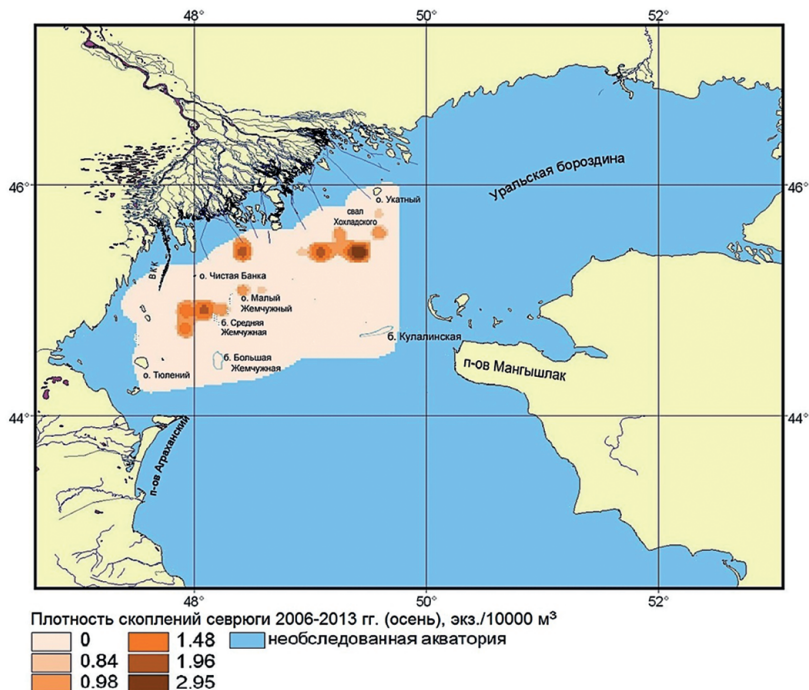 48°
50°
52°
46°
46°
о. Укатный
Уральская бороздина
свал
Хохладского
ВКК
о. Чистая Банка
о. Малый
Жемчужный
б. Средняя
Жемчужная
б. Кулалинская
б. Большая
Жемчужная
о. Тюлений
п-ов Мангышлак
44°
44°
п-ов Аграханский
48°
50°
52°
Плотность скоплений севрюги 2006-2013 гг. (осень), экз./10000 м³
0
1.48
необследованная акватория
0.84
1.96
0.98
2.95